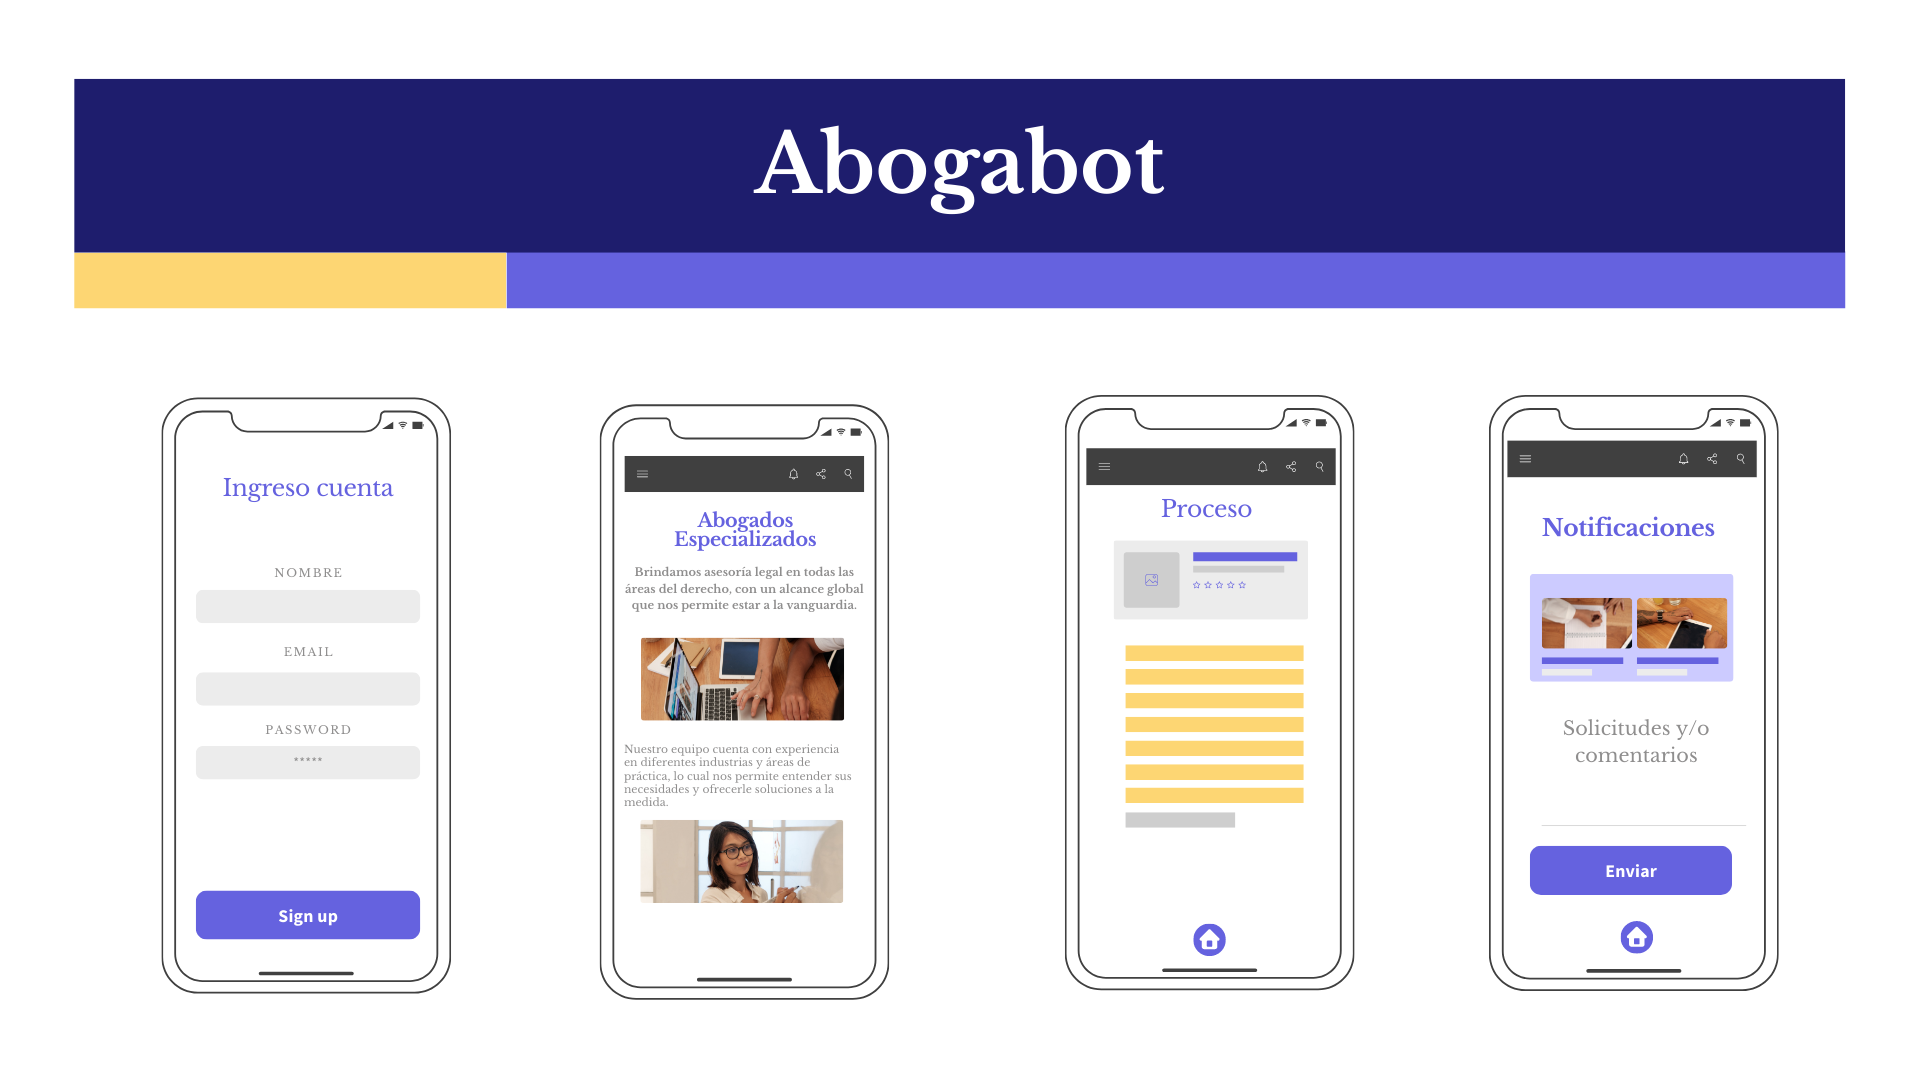 Abogabot
Ingreso cuenta
NOMBRE
EMAIL
PASSWORD
*****
Sign up
Abogados
Especializados
Brindamos asesoría legal en todas las
áreas del derecho, con un alcance global
que nos permite estar a la vanguardia.
Nuestro equipo cuenta con experiencia
en diferentes industrias y áreas de
práctica, lo cual nos permite entender sus
necesidades y ofrecerle soluciones a la
medida.
Proceso
Notificaciones
Solicitudes y/o
comentarios
Enviar